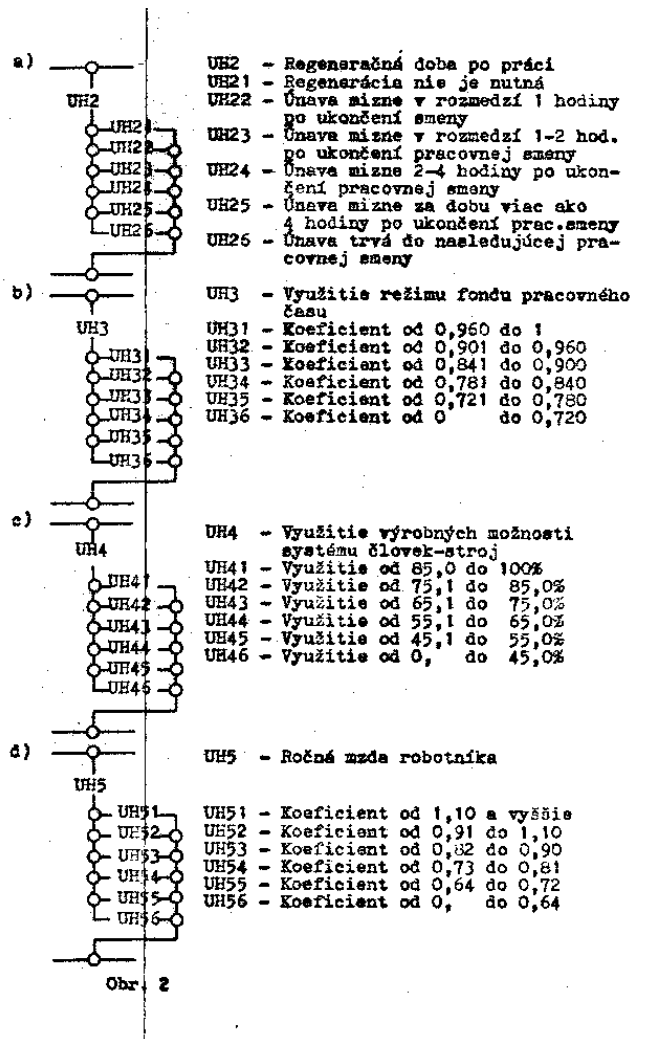 a)
UH2 - Regeneračná doba po práci
UH21 - Regenerácia nie je nutná
UH22 - Únava mizne v rozmedzí 1 hodiny
po ukončení smeny
UH23 - Únava mizne v rozmedzí 1-2 hod.
po ukončení pracovnej smeny
UH24 - Únava mizne 2-4 hodiny po ukon-
čení pracovnej smeny
UH25 - Únava mizne za dobu viac ako
4 hodiny po ukončení prac.smeny
UH26 - Únava trvá do nasledujúcej pra-
covnej smeny
UH2
UH21
UH22
UH23
UH24
UH25
UH26
b)
UH3 - Využitie režimu fondu pracovného
času
UH31 - Koeficient od 0,960 do 1
UH32 - Koeficient od 0,901 do 0,960
UH33 - Koeficient od 0,841 do 0,900
UH34 - Koeficient od 0,781 do 0,840
UH35 - Koeficient od 0,721 do 0,780
UH36 - Koeficient od 0 do 0,720
UH3
UH31
UH32
UH33
UH34
UH35
UH36
c)
UH4 - Využitie výrobných možnosti
systému človek-stroj
UH41 - Využitie od 85,0 do 100%
UH42 - Využitie od 75,1 do 85,0%
UH43 - Využitie od 65,1 do 75,0%
UH44 - Využitie od 55,1 do 65,0%
UH45 - Využitie od 45,1 do 55,0%
UH46 - Využitie od 0, do 45,0%
UH4
UH41
UH42
UH43
UH44
UH45
UH46
d)
UH5 - Ročná mzda robotníka
UH51 - Koeficient od 1,10 a vyššie
UH52 - Koeficient od 0,91 do 1,10
UH53 - Koeficient od 0,82 do 0,90
UH54 - Koeficient od 0,73 do 0,81
UH55 - Koeficient od 0,64 do 0,72
UH56 - Koeficient od 0, do 0,64
UH5
UH51
UH52
UH53
UH54
UH55
UH56
Obr. 2